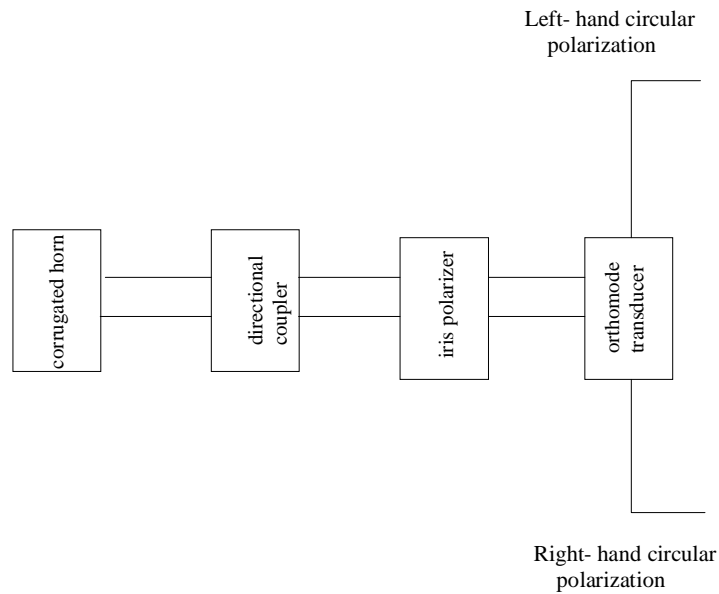 Left- hand circular
polarization
corrugated horn
directional
coupler
iris polarizer
orthomode
transducer
Right- hand circular
polarization